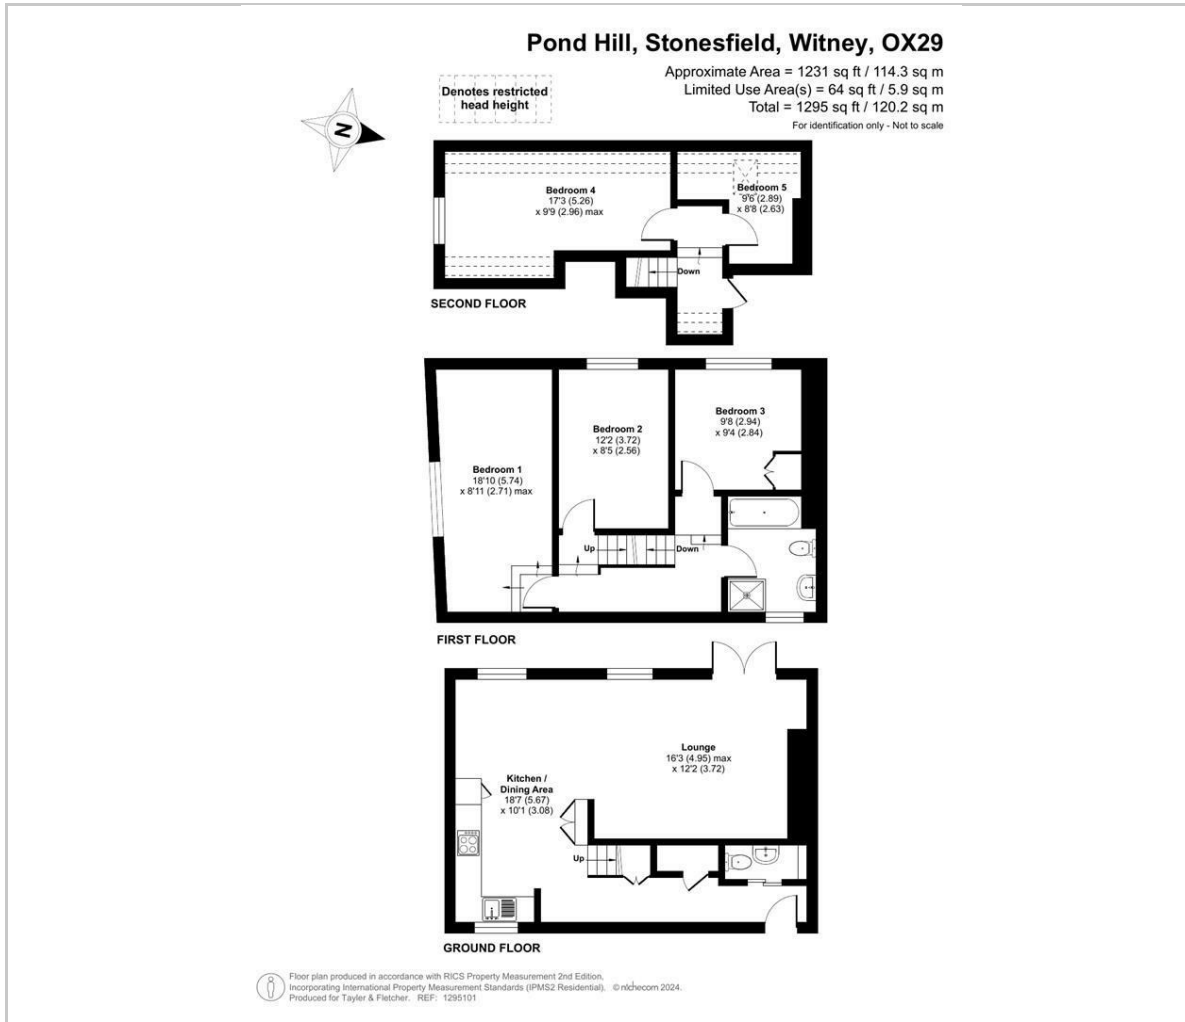 Pond Hill, Stonesfield, Witney, OX29
Approximate Area = 1231 sq ft / 114.3 sq m
Limited Use Area(s) = 64 sq ft / 5.9 sq m
Total = 1295 sq ft / 120.2 sq m
For identification only - Not to scale
Denotes restricted
head height
N
Bedroom 4
17'3 (5.26)
x 9'9 (2.96) max
Bedroom 5
9'6 (2.89)
x 8'8 (2.63)
Down
SECOND FLOOR
Bedroom 1
18'10 (5.74)
x 8'11 (2.71) max
Bedroom 2
12'2 (3.72)
x 8'5 (2.56)
Bedroom 3
9'8 (2.94)
x 9'4 (2.84)
Up
Down
FIRST FLOOR
Lounge
16'3 (4.95) max
x 12'2 (3.72)
Kitchen /
Dining Area
18'7 (5.67)
x 10'1 (3.08)
Up
GROUND FLOOR
Floor plan produced in accordance with RICS Property Measurement 2nd Edition,
Incorporating International Property Measurement Standards (IPMS2 Residential). © nichecom 2024.
Produced for Tayler & Fletcher. REF: 1295101